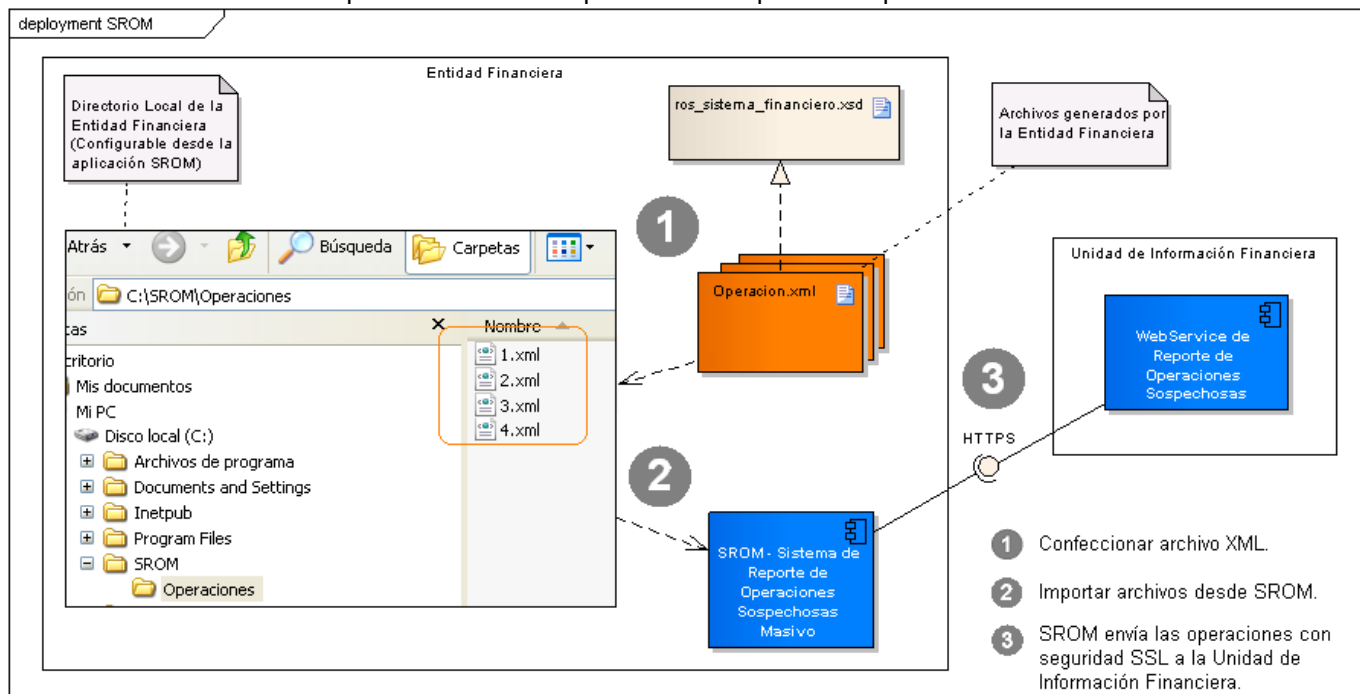 deployment SROM
Entidad Financiera
Directorio Local de la
Entidad Financiera
(Configurable desde la
aplicación SROM)
ros_sistema_financiero.xsd
Archivos generados por
la Entidad Financiera
1
Atrás
Búsqueda
Carpetas
ón
C:\SROM\Operaciones
tas
X
Nombre
1.xml
2.xml
3.xml
4.xml
critorio
Mis documentos
Mi PC
Disco local (C:)
Archivos de programa
Documents and Settings
Inetpub
Program Files
SROM
Operaciones
Operacion.xml
Unidad de Información Financiera
WebService de
Reporte de
Operaciones
Sospechosas
3
HTTPS
2
SROM - Sistema de
Reporte de
Operaciones
Sospechosas
Masivo
1 Confeccionar archivo XML.
2 Importar archivos desde SROM.
3 SROM envía las operaciones con
seguridad SSL a la Unidad de
Información Financiera.